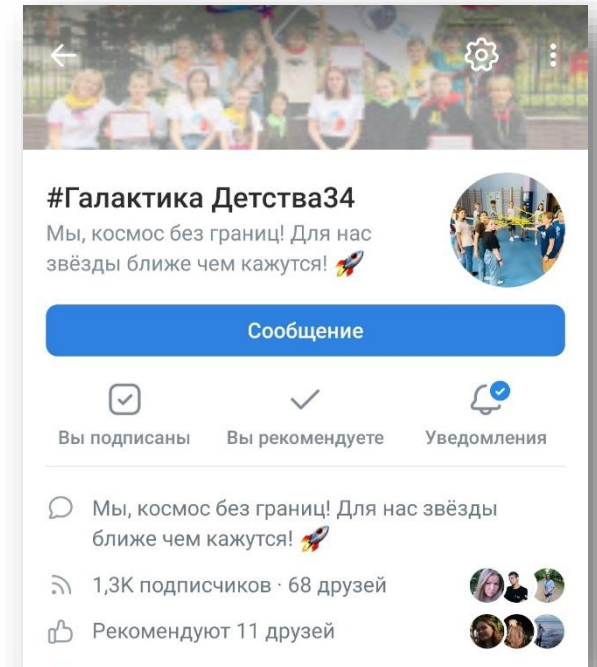 #Галактика Детства34
Мы, космос без границ! Для нас
звёзды ближе чем кажутся! 🚀
Сообщение
Вы подписаны
Вы рекомендуете
Уведомления
Мы, космос без границ! Для нас звёзды
ближе чем кажутся! 🚀
1,3K подписчиков · 68 друзей
Рекомендуют 11 друзей